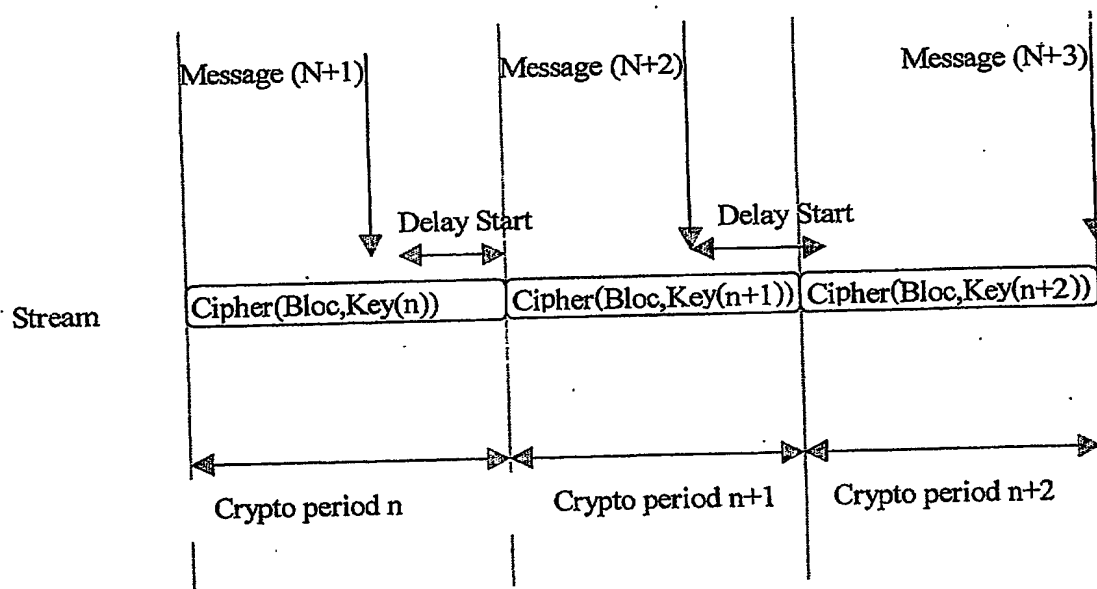 Message (N+1)
Message (N+2)
Message (N+3)
Delay Start
Delay Start
Stream
Cipher(Bloc,Key(n))
Cipher(Bloc,Key(n+1))
Cipher(Bloc,Key(n+2))
Crypto period n
Crypto period n+1
Crypto period n+2